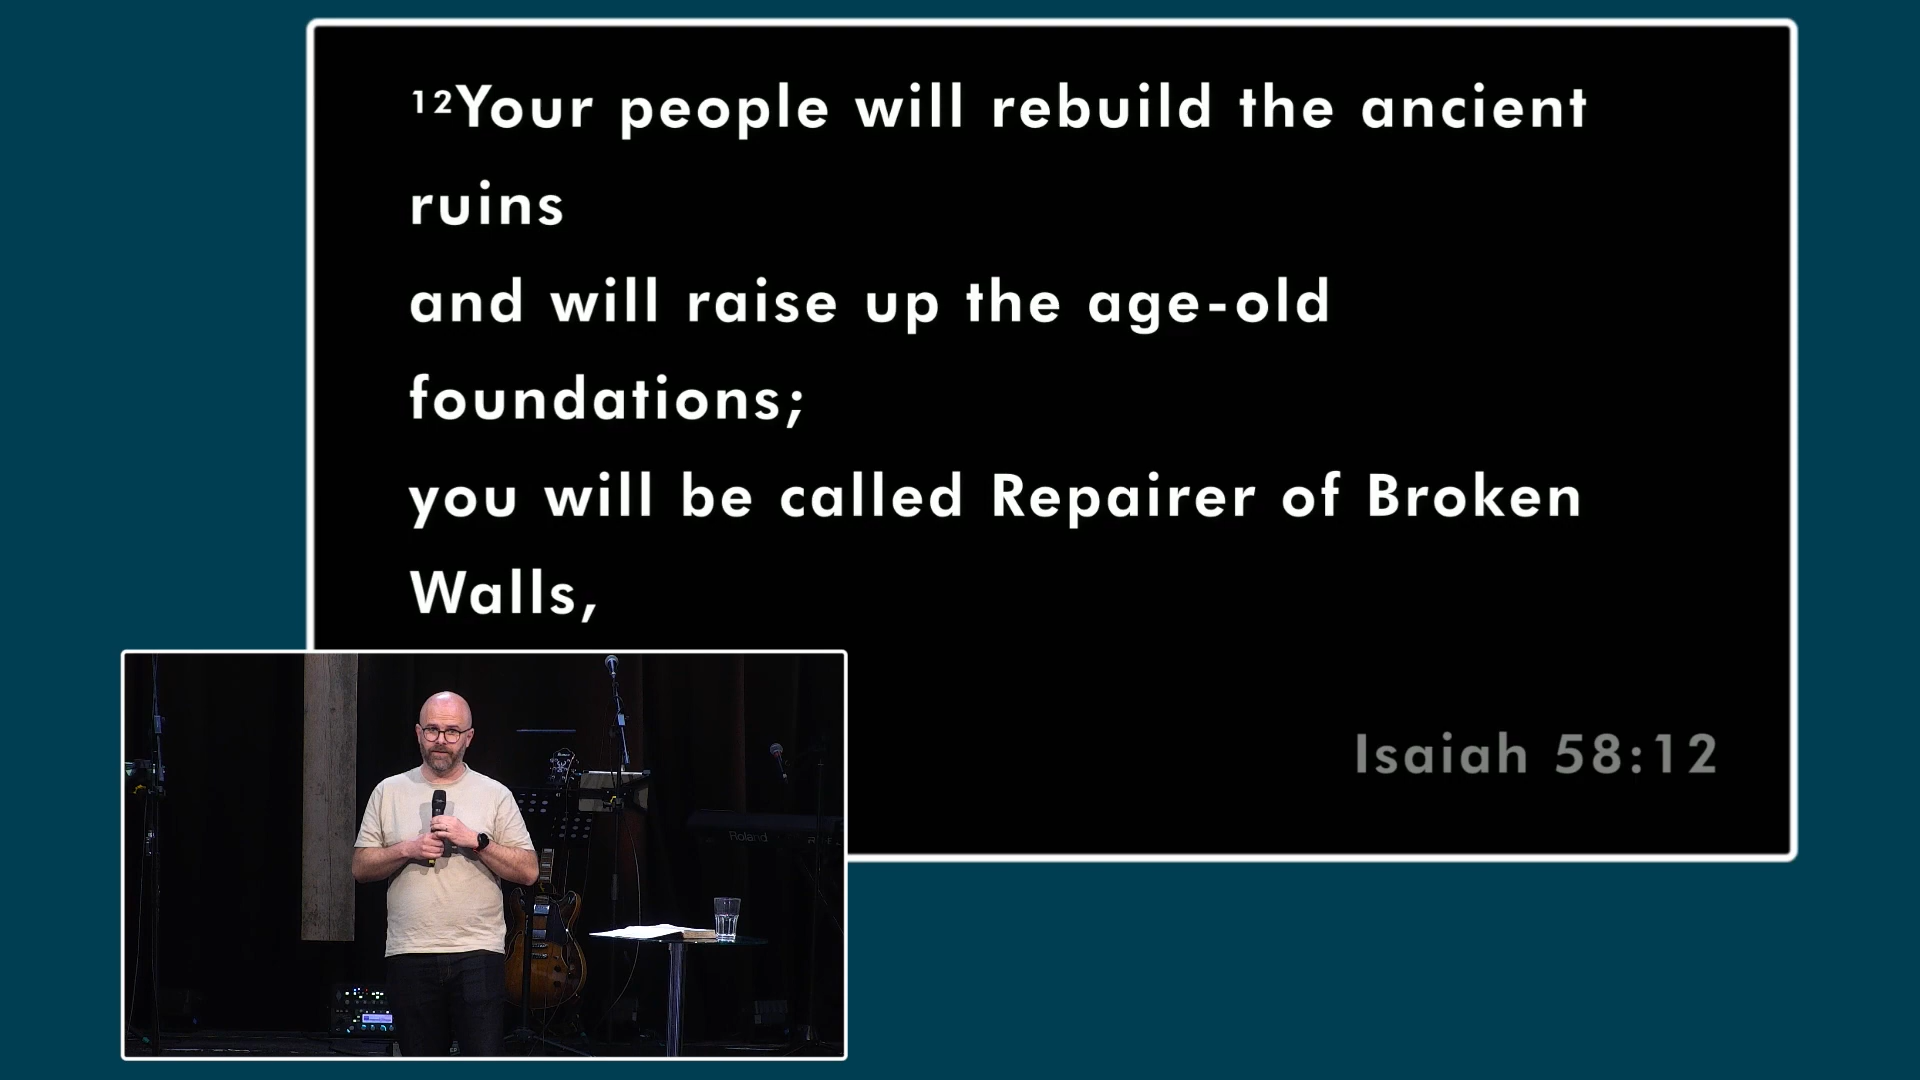 ¹²Your people will rebuild the ancient
ruins
and will raise up the age-old
foundations;
you will be called Repairer of Broken
Walls,
Isaiah 58:12
Roland